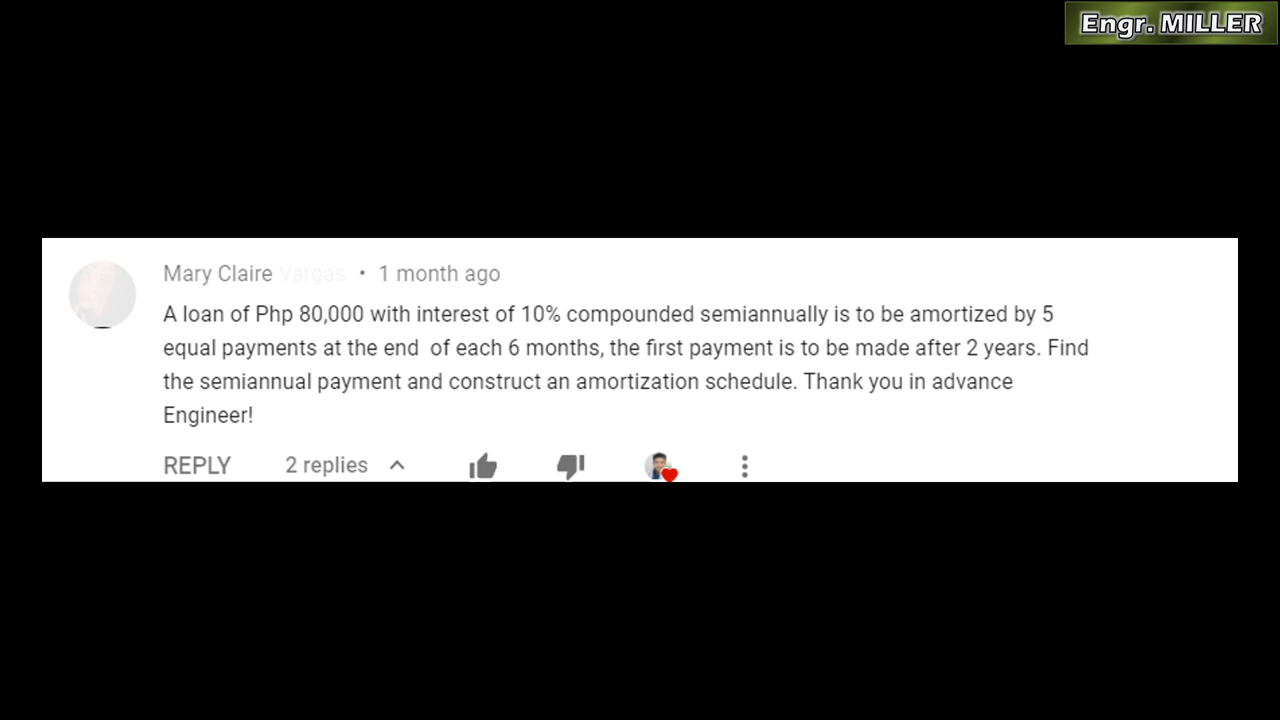 Engr. MILLER
Mary Claire Vargas • 1 month ago
A loan of Php 80,000 with interest of 10% compounded semiannually is to be amortized by 5
equal payments at the end of each 6 months, the first payment is to be made after 2 years. Find
the semiannual payment and construct an amortization schedule. Thank you in advance
Engineer!
REPLY 2 replies